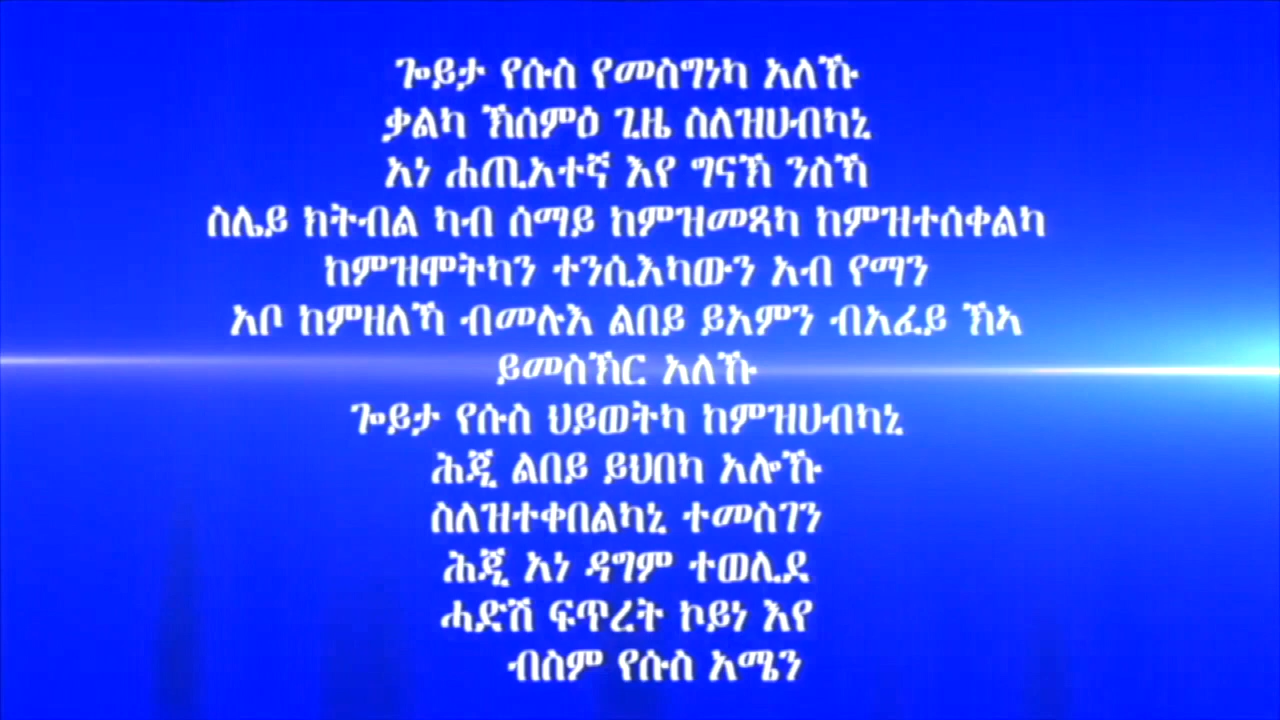 ጐይታ የሱስ የመስግነካ አለኹ
ቃልካ ኽሰምዕ ጊዜ ስለዝሀብካኒ
አነ ሐጢአተኛ እየ ግናኽ ንስኻ
ስሌይ ክትብል ካብ ሰማይ ከምዝመጻካ ከምዝተሰቀልካ
ከምዝሞትካን ተንሲእካውን አብ የማን
አቦ ከምዘለኻ ብመሉእ ልበይ ይአምን ብአፈይ ኽኣ
ይመስኽር አለኹ
ጐይታ የሱስ ህይወትካ ከምዝሀብካኒ
ሕጂ ልበይ ይህበካ አሎኹ
ስለዝተቀበልካኒ ተመስገን
ሕጂ አነ ዳግም ተወሊደ
ሓድሽ ፍጥረት ኮይነ እየ
ብስም የሱስ አሜን